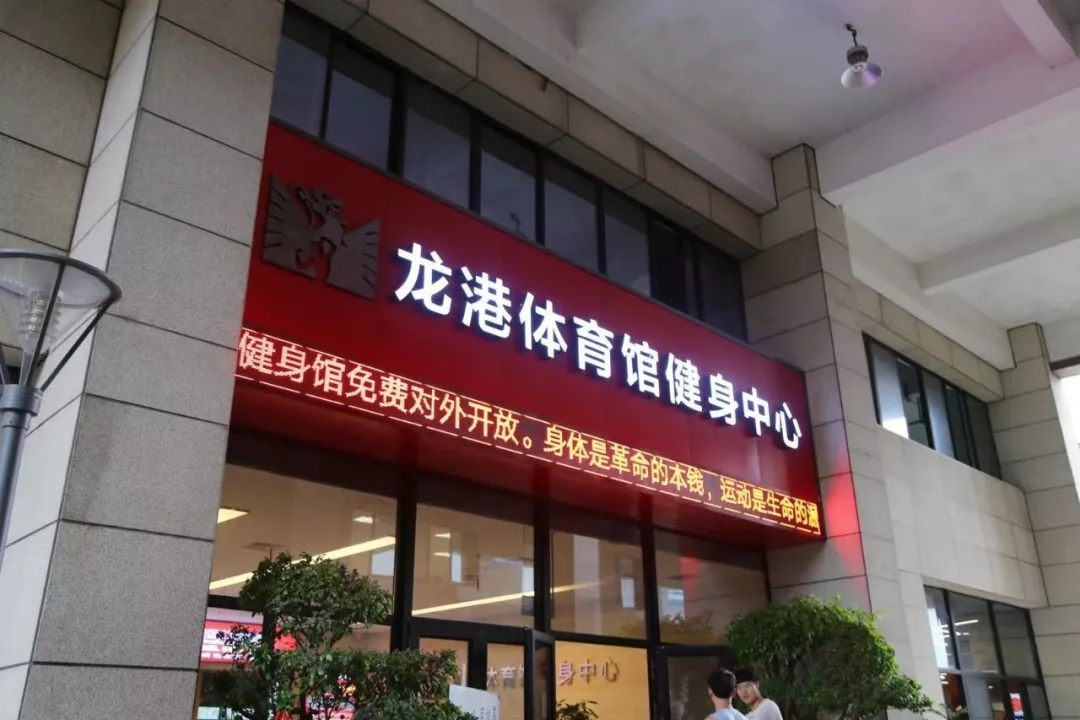 龙港体育馆健身中心
健身馆免费对外开放。身体是革命的本钱，运动是生命的源
体育馆 身中心